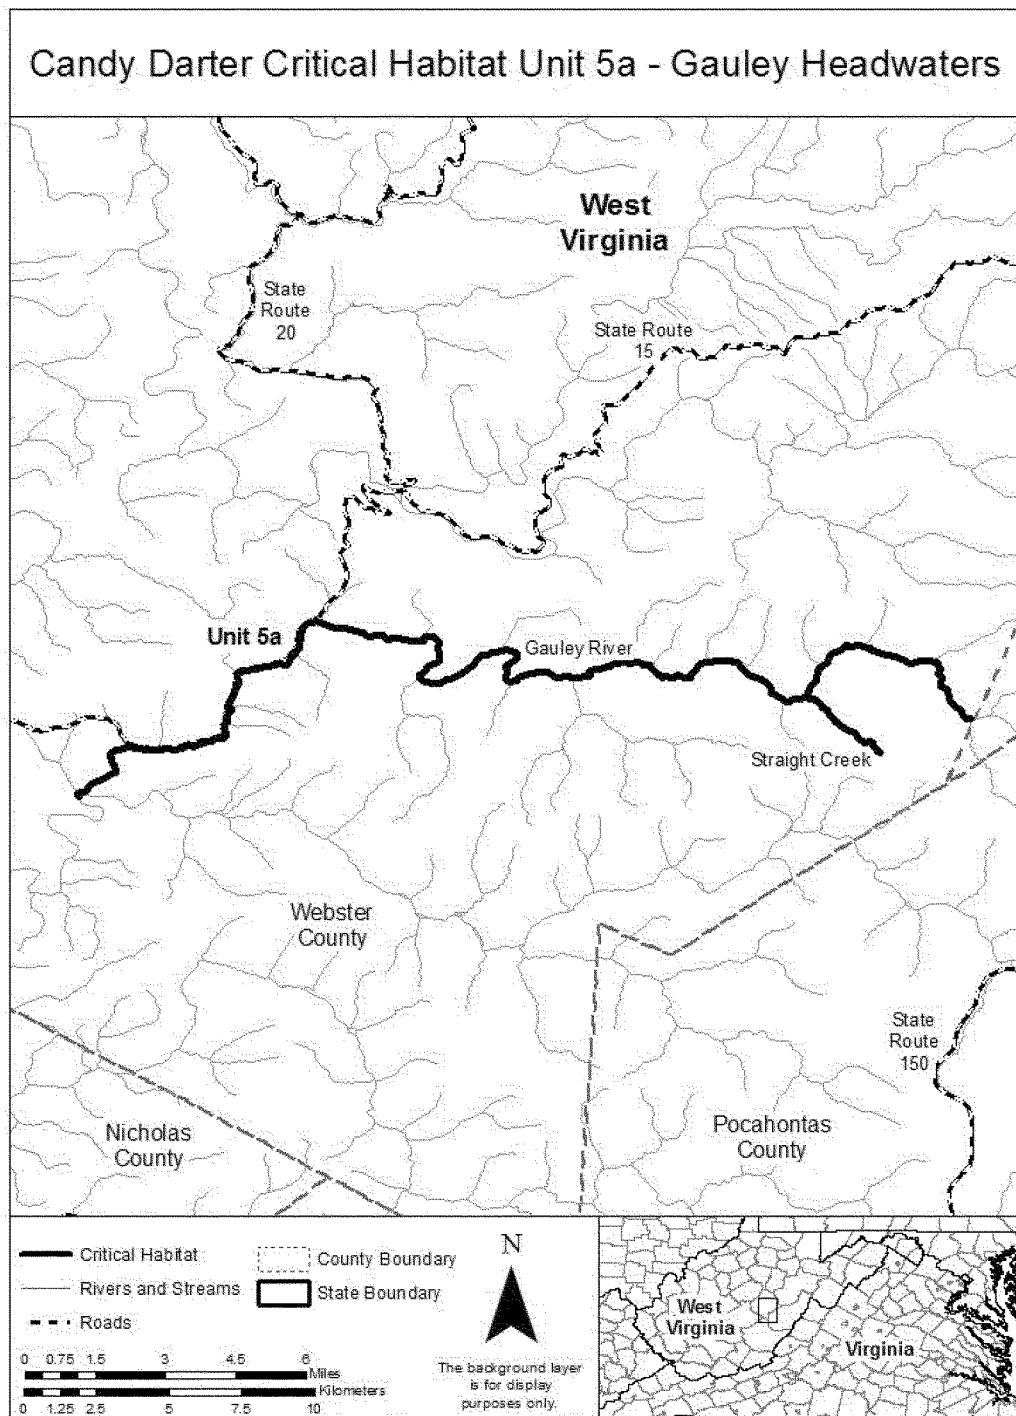 Candy Darter Critical Habitat Unit 5a - Gauley Headwaters
West
Virginia
State
Route
20
State Route
15
Unit 5a
Gauley River
Straight Creek
Webster
County
State
Route
150
Nicholas
County
Pocahontas
County
Critical Habitat
Rivers and Streams
Roads
County Boundary
State Boundary
N
The background layer
is for display
purposes only.
0 0.75 1.5 3 4.5 6
Miles
Kilometers
0 1.25 2.5 5 7.5 10
West
Virginia
Virginia